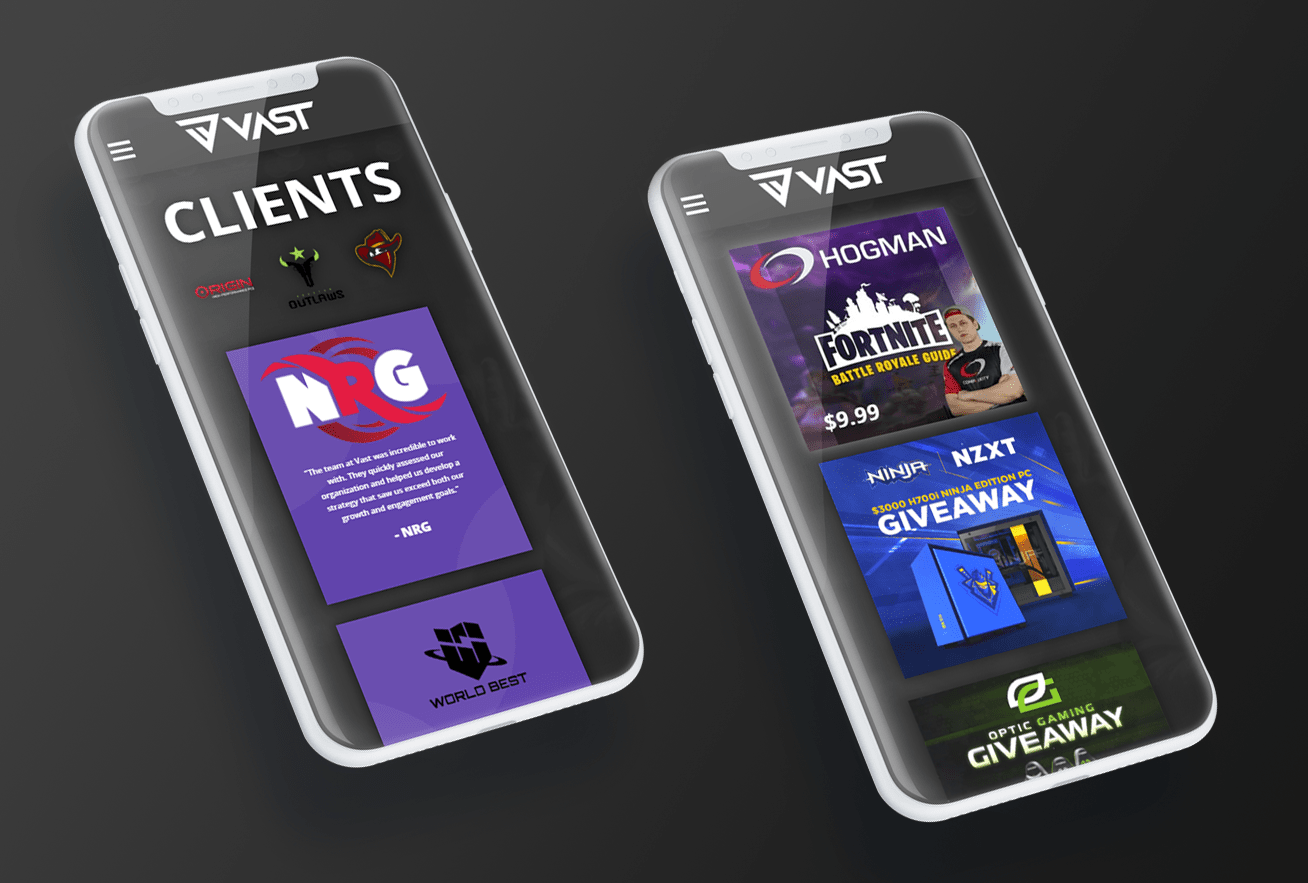 VAST
CLIENTS
ORIGIN
OUTLAWS
NRG
"The team at Vast was incredible to work
with. They quickly assessed our
organization and helped us develop a
strategy that saw us exceed both our
growth and engagement goals."
- NRG
WORLD BEST
VAST
HOGMAN
FORTNITE
BATTLE ROYALE GUIDE
$9.99
NINJA
NZXT
$3000 H700i NINJA EDITION PC
GIVEAWAY
OPTIC GAMING
GIVEAWAY